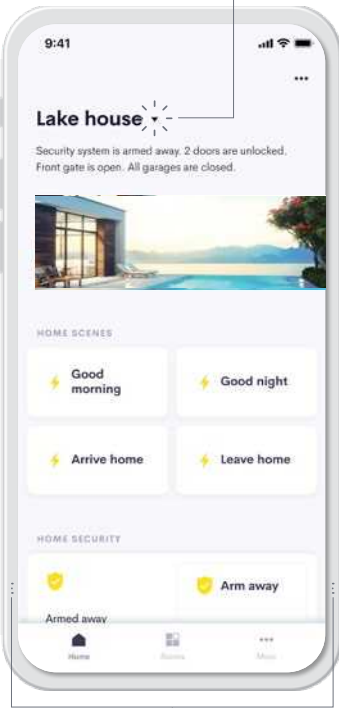 9:41
Lake house
Security system is armed away. 2 doors are unlocked.
Front gate is open. All garages are closed.
HOME SCENES
Good
morning
Good night
Arrive home
Leave home
HOME SECURITY
Armed away
Arm away
Home
Rooms
More